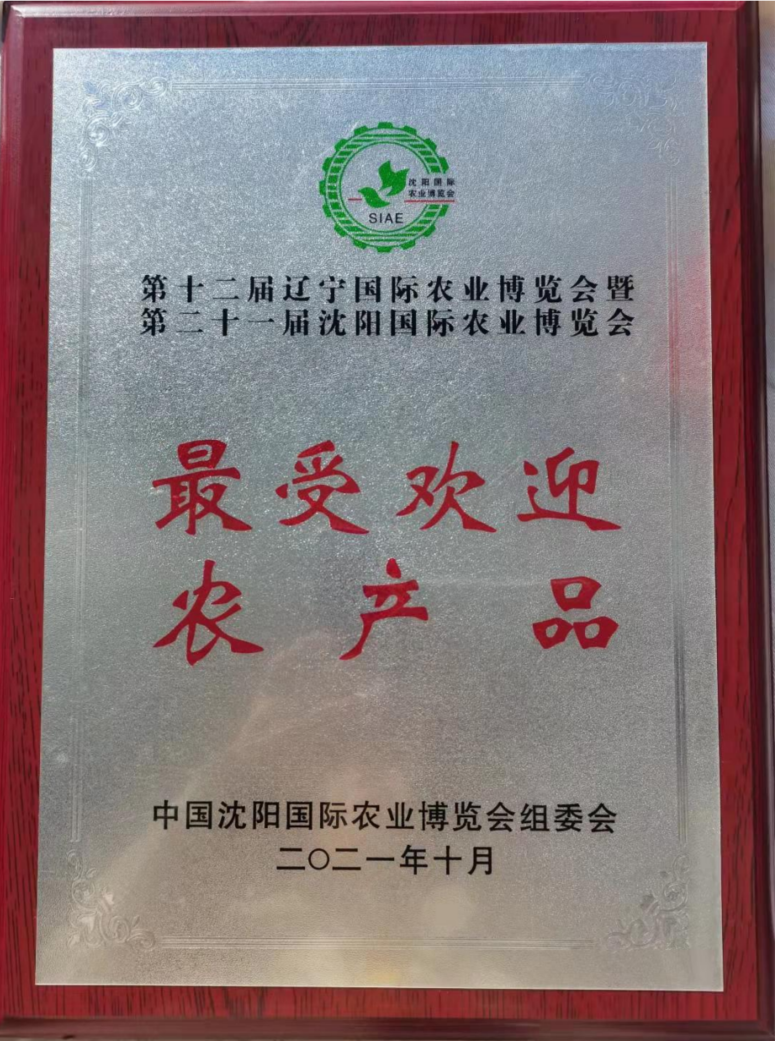 沈阳国际
农业博览会
SIAE
第十二届辽宁国际农业博览会暨
第二十一届沈阳国际农业博览会
最受欢迎
农产品
中国沈阳国际农业博览会组委会
二〇二一年十月